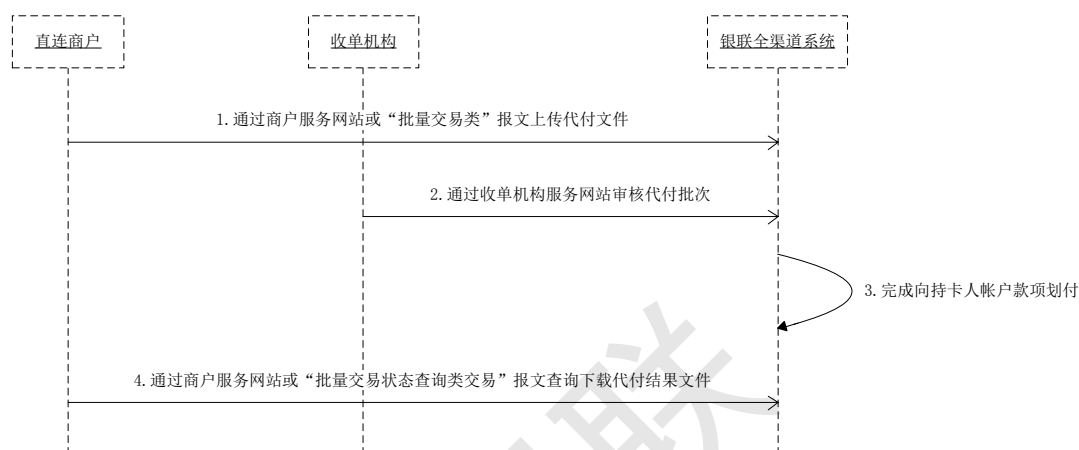 直连商户
收单机构
银联全渠道系统
1.通过商户服务网站或“批量交易类”报文上传代付文件
2.通过收单机构服务网站审核代付批次
3.完成向持卡人帐户款项划付
4.通过商户服务网站或“批量交易状态查询类交易”报文查询下载代付结果文件
联